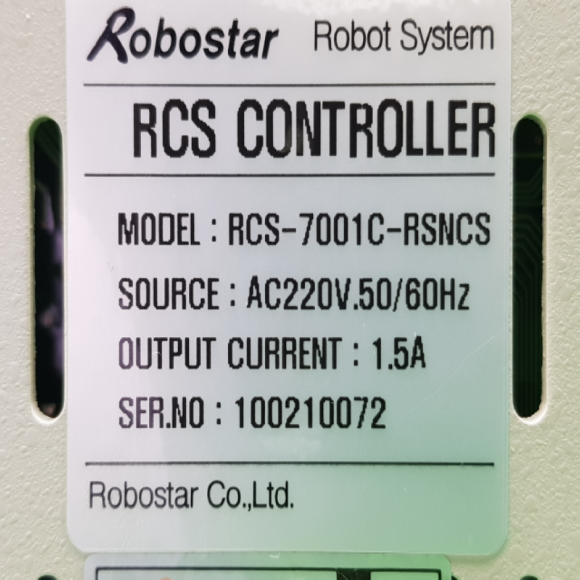 Robostar Robot System
RCS CONTROLLER
MODEL : RCS-7001C-RSNCS
SOURCE : AC220V.50/60Hz
OUTPUT CURRENT : 1.5A
SER.NO : 100210072
Robostar Co.,Ltd.